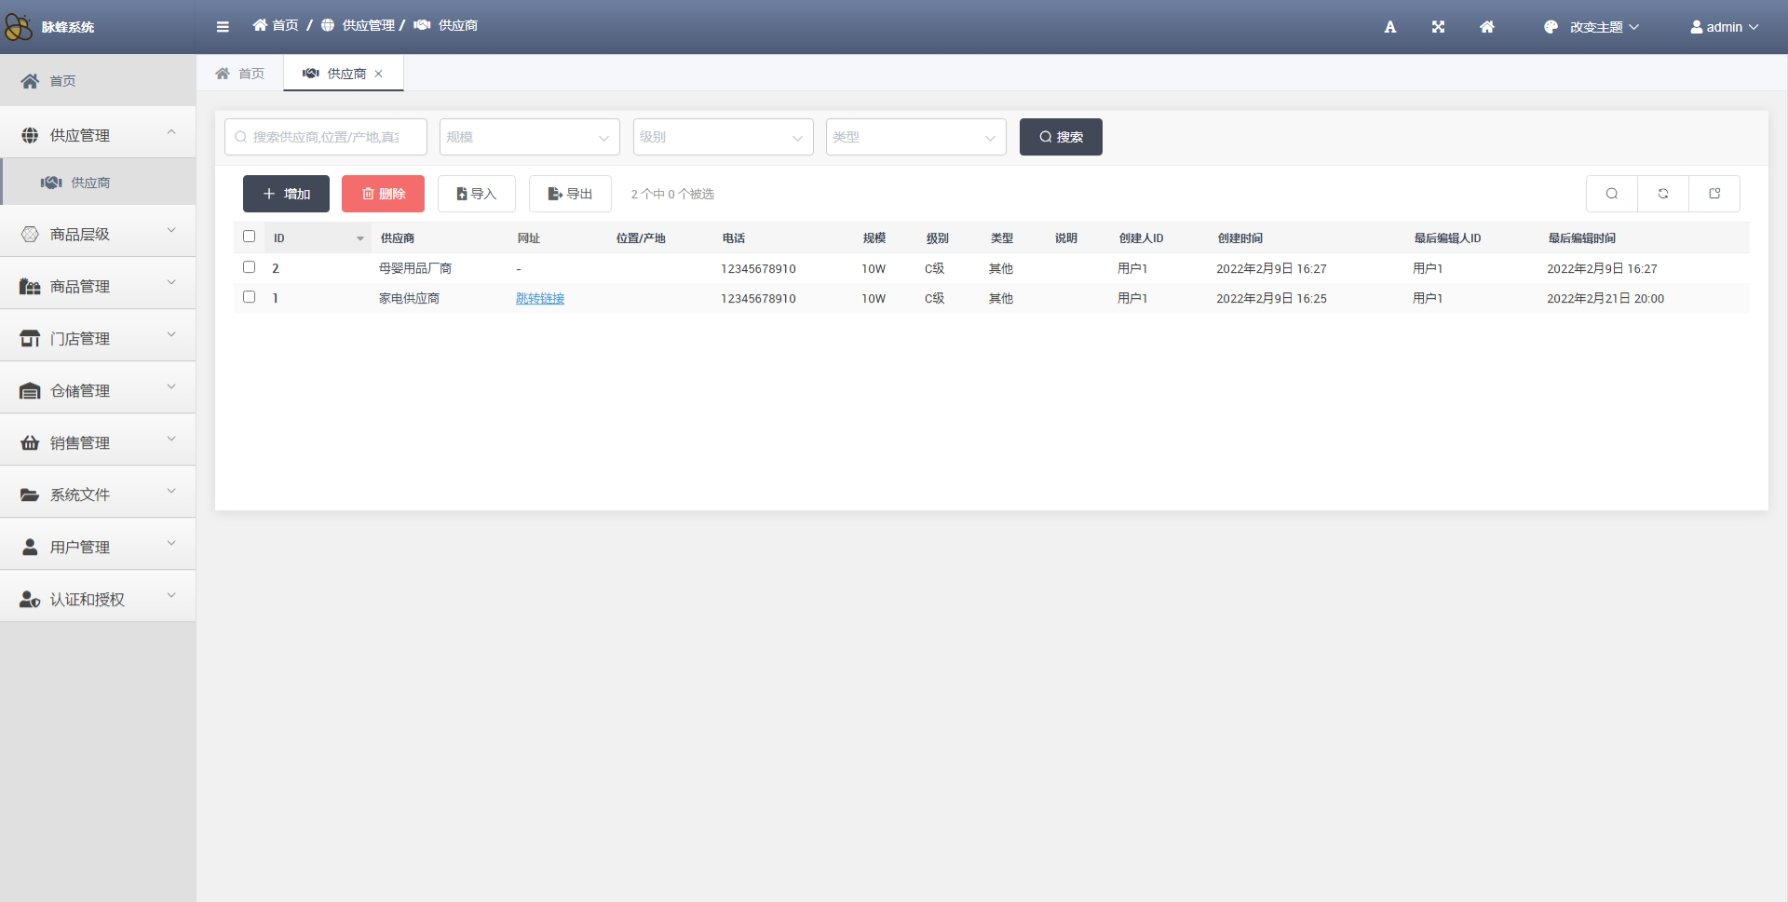 脉蜂系统
首页 / 供应管理 / 供应商
A
改变主题
admin
首页
供应管理
供应商
商品层级
商品管理
门店管理
仓储管理
销售管理
系统文件
用户管理
认证和授权
首页
供应商
搜索供应商,位置/产地,真
规模
级别
类型
搜索
增加
删除
导入
导出
2 个中 0 个被选
ID 供应商 网址 位置/产地 电话 规模 级别 类型 说明 创建人ID 创建时间 最后编辑人ID 最后编辑时间
2 母婴用品厂商 - 12345678910 10W C级 其他 用户1 2022年2月9日 16:27 用户1 2022年2月9日 16:27
1 家电供应商 跳转链接 12345678910 10W C级 其他 用户1 2022年2月9日 16:25 用户1 2022年2月21日 20:00